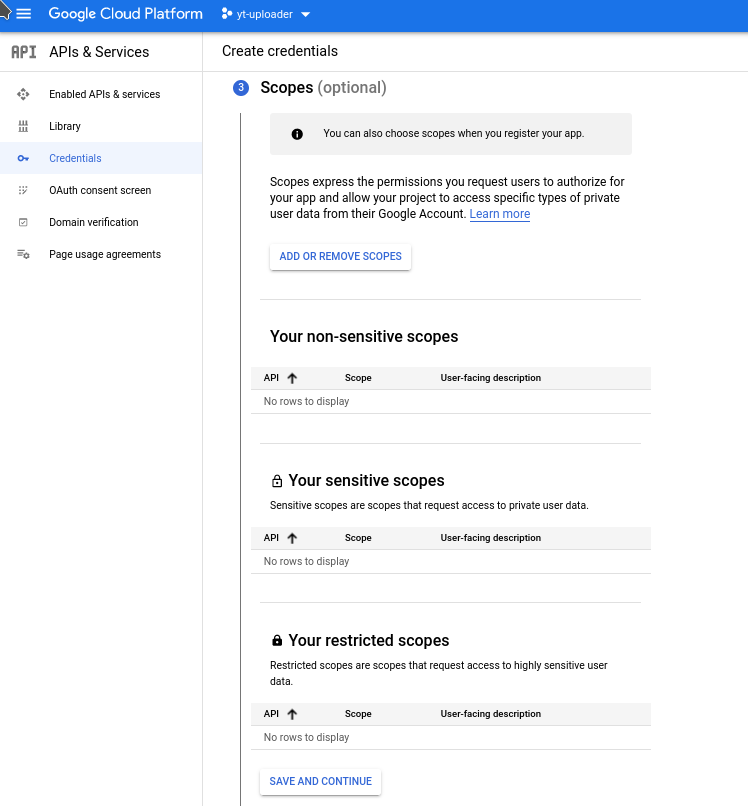 Google Cloud Platform
yt-uploader
API
APIs & Services
Enabled APIs & services
Library
Credentials
OAuth consent screen
Domain verification
Page usage agreements
Create credentials
3
Scopes (optional)
You can also choose scopes when you register your app.
Scopes express the permissions you request users to authorize for
your app and allow your project to access specific types of private
user data from their Google Account. Learn more
ADD OR REMOVE SCOPES
Your non-sensitive scopes
API Scope User-facing description
No rows to display
Your sensitive scopes
Sensitive scopes are scopes that request access to private user data.
API Scope User-facing description
No rows to display
Your restricted scopes
Restricted scopes are scopes that request access to highly sensitive user
data.
API Scope User-facing description
No rows to display
SAVE AND CONTINUE